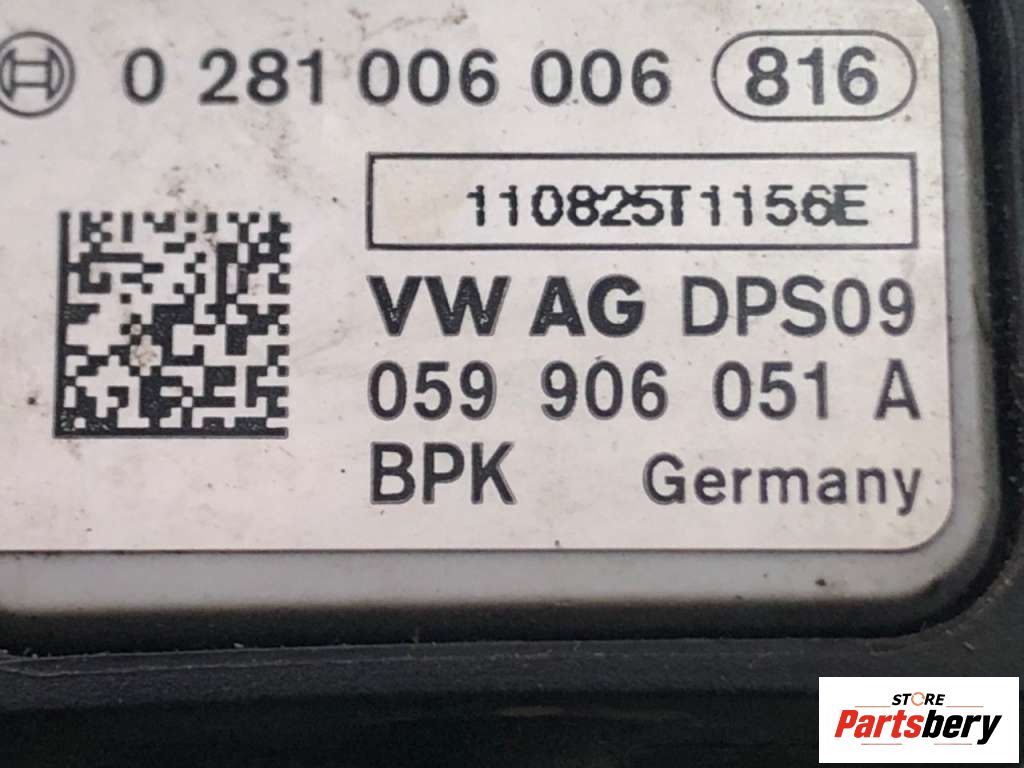 0 281 006 006 816
110825T1156E
VW AG DPS09
059 906 051 A
BPK Germany
STORE
Partsbery